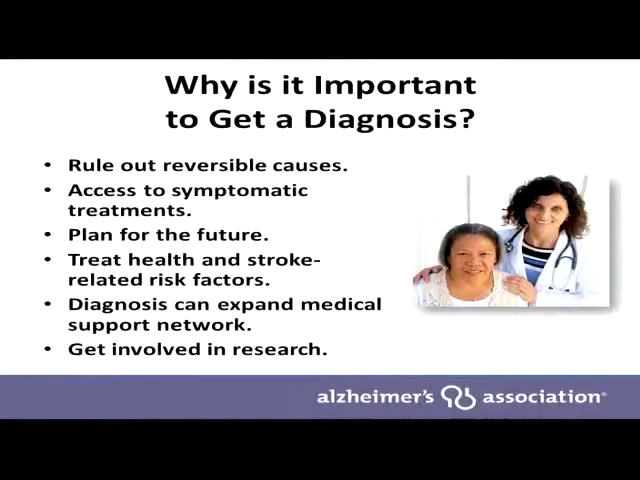 Why is it Important
to Get a Diagnosis?
• Rule out reversible causes.
• Access to symptomatic
treatments.
• Plan for the future.
• Treat health and stroke-
related risk factors.
• Diagnosis can expand medical
support network.
• Get involved in research.
alzheimer's association®